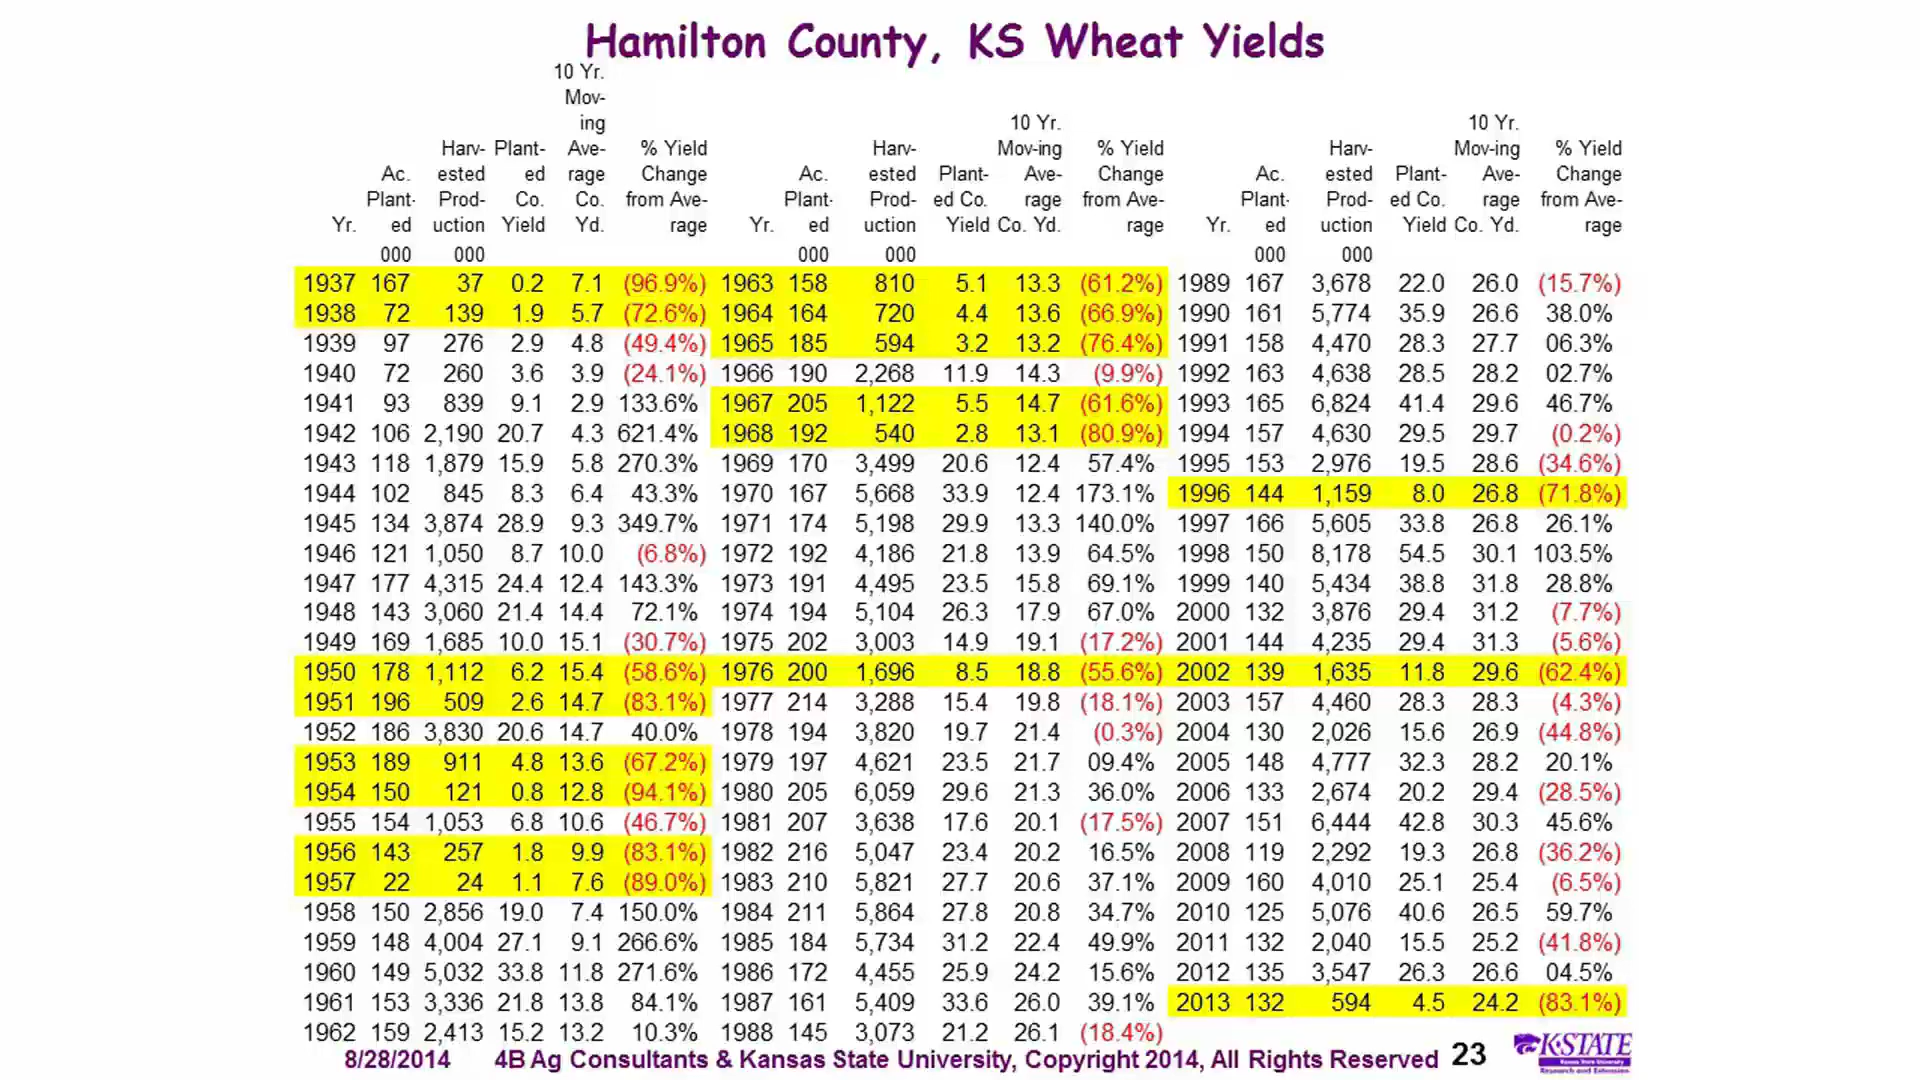 Hamilton County, KS Wheat Yields
10 Yr.
Mov-
ing 10 Yr. 10 Yr.
Harv- Plant- Ave- % Yield Harv- Mov-ing % Yield Harv- Mov-ing % Yield
Ac. ested ed rage Change Ac. ested Plant- Ave- Change Ac. ested Plant- Ave- Change
Plant- Prod- Co. Co. from Ave- Plant- Prod- ed Co. rage from Ave- Plant- Prod- ed Co. rage from Ave-
Yr. ed uction Yield Yd. rage Yr. ed uction Yield Co. Yd. rage Yr. ed uction Yield Co. Yd. rage
000 000 000 000 000 000
1937 167 37 0.2 7.1 (96.9%) 1963 158 810 5.1 13.3 (61.2%) 1989 167 3,678 22.0 26.0 (15.7%)
1938 72 139 1.9 5.7 (72.6%) 1964 164 720 4.4 13.6 (66.9%) 1990 161 5,774 35.9 26.6 38.0%
1939 97 276 2.9 4.8 (49.4%) 1965 185 594 3.2 13.2 (76.4%) 1991 158 4,470 28.3 27.7 06.3%
1940 72 260 3.6 3.9 (24.1%) 1966 190 2,268 11.9 14.3 (9.9%) 1992 163 4,638 28.5 28.2 02.7%
1941 93 839 9.1 2.9 133.6% 1967 205 1,122 5.5 14.7 (61.6%) 1993 165 6,824 41.4 29.6 46.7%
1942 106 2,190 20.7 4.3 621.4% 1968 192 540 2.8 13.1 (80.9%) 1994 157 4,630 29.5 29.7 (0.2%)
1943 118 1,879 15.9 5.8 270.3% 1969 170 3,499 20.6 12.4 57.4% 1995 153 2,976 19.5 28.6 (34.6%)
1944 102 845 8.3 6.4 43.3% 1970 167 5,668 33.9 12.4 173.1% 1996 144 1,159 8.0 26.8 (71.8%)
1945 134 3,874 28.9 9.3 349.7% 1971 174 5,198 29.9 13.3 140.0% 1997 166 5,605 33.8 26.8 26.1%
1946 121 1,050 8.7 10.0 (6.8%) 1972 192 4,186 21.8 13.9 64.5% 1998 150 8,178 54.5 30.1 103.5%
1947 177 4,315 24.4 12.4 143.3% 1973 191 4,495 23.5 15.8 69.1% 1999 140 5,434 38.8 31.8 28.8%
1948 143 3,060 21.4 14.4 72.1% 1974 194 5,104 26.3 17.9 67.0% 2000 132 3,876 29.4 31.2 (7.7%)
1949 169 1,685 10.0 15.1 (30.7%) 1975 202 3,003 14.9 19.1 (17.2%) 2001 144 4,235 29.4 31.3 (5.6%)
1950 178 1,112 6.2 15.4 (58.6%) 1976 200 1,696 8.5 18.8 (55.6%) 2002 139 1,635 11.8 29.6 (62.4%)
1951 196 509 2.6 14.7 (83.1%) 1977 214 3,288 15.4 19.8 (18.1%) 2003 157 4,460 28.3 28.3 (4.3%)
1952 186 3,830 20.6 14.7 40.0% 1978 194 3,820 19.7 21.4 (0.3%) 2004 130 2,026 15.6 26.9 (44.8%)
1953 189 911 4.8 13.6 (67.2%) 1979 197 4,621 23.5 21.7 09.4% 2005 148 4,777 32.3 28.2 20.1%
1954 150 121 0.8 12.8 (94.1%) 1980 205 6,059 29.6 21.3 36.0% 2006 133 2,674 20.2 29.4 (28.5%)
1955 154 1,053 6.8 10.6 (46.7%) 1981 207 3,638 17.6 20.1 (17.5%) 2007 151 6,444 42.8 30.3 45.6%
1956 143 257 1.8 9.9 (83.1%) 1982 216 5,047 23.4 20.2 16.5% 2008 119 2,292 19.3 26.8 (36.2%)
1957 22 24 1.1 7.6 (89.0%) 1983 210 5,821 27.7 20.6 37.1% 2009 160 4,010 25.1 25.4 (6.5%)
1958 150 2,856 19.0 7.4 150.0% 1984 211 5,864 27.8 20.8 34.7% 2010 125 5,076 40.6 26.5 59.7%
1959 148 4,004 27.1 9.1 266.6% 1985 184 5,734 31.2 22.4 49.9% 2011 132 2,040 15.5 25.2 (41.8%)
1960 149 5,032 33.8 11.8 271.6% 1986 172 4,455 25.9 24.2 15.6% 2012 135 3,547 26.3 26.6 04.5%
1961 153 3,336 21.8 13.8 84.1% 1987 161 5,409 33.6 26.0 39.1% 2013 132 594 4.5 24.2 (83.1%)
1962 159 2,413 15.2 13.2 10.3% 1988 145 3,073 21.2 26.1 (18.4%)
8/28/2014 4B Ag Consultants & Kansas State University, Copyright 2014, All Rights Reserved 23
K-STATE
Kansas State University
Research and Extension